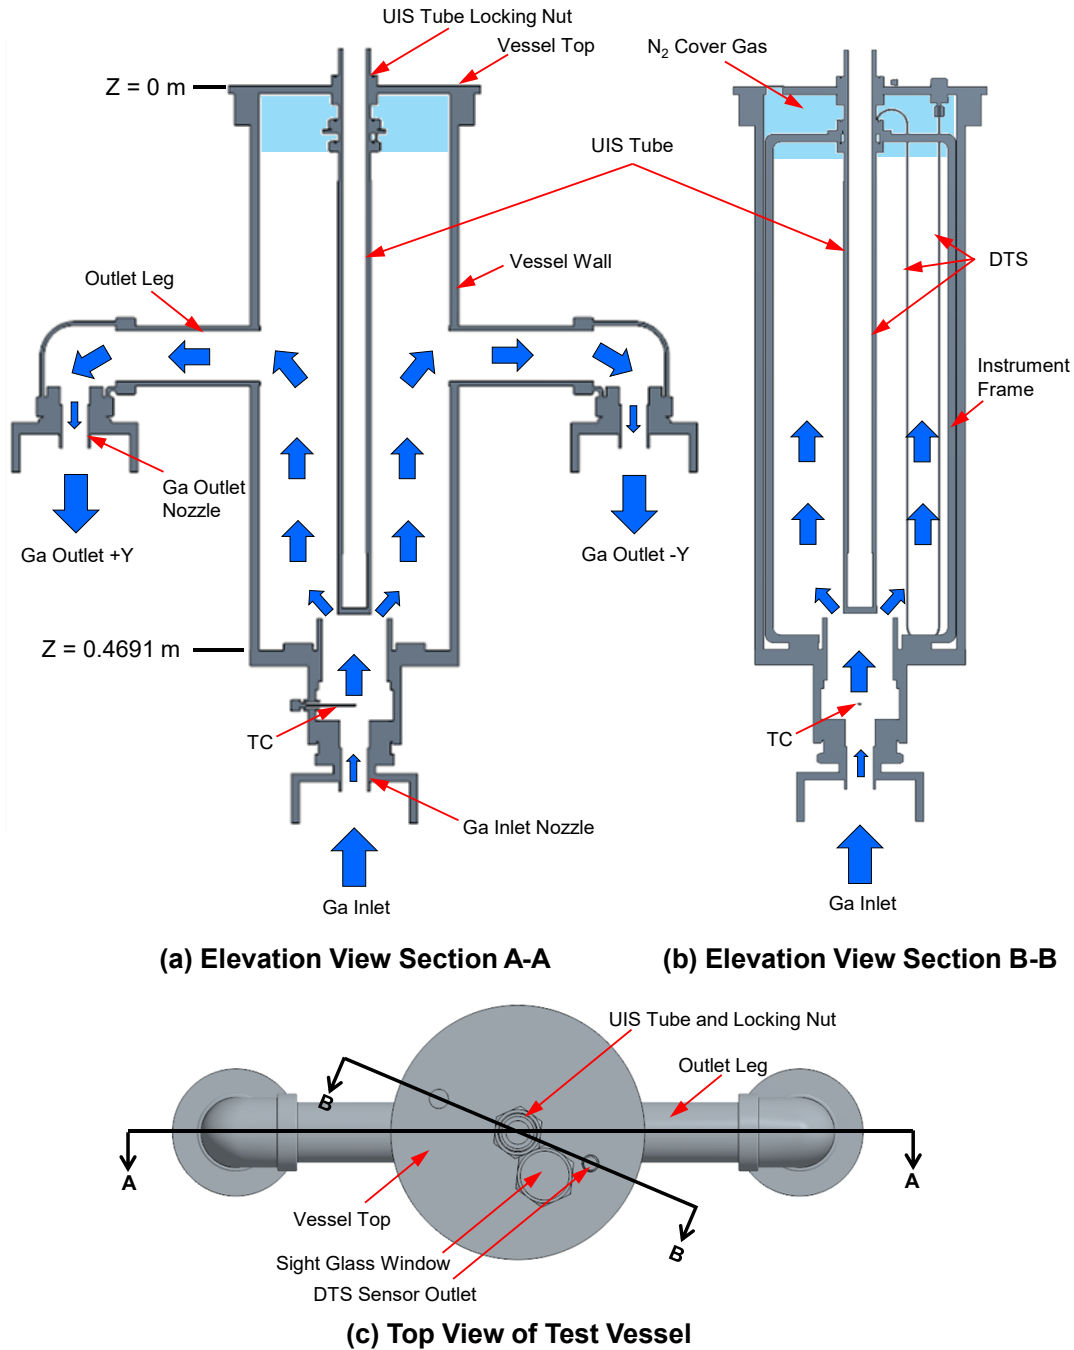 UIS Tube Locking Nut
Vessel Top
Z = 0 m
N2 Cover Gas
UIS Tube
Vessel Wall
Outlet Leg
DTS
Instrument
Frame
Ga Outlet
Nozzle
Ga Outlet +Y
Ga Outlet -Y
Z = 0.4691 m
TC
TC
Ga Inlet Nozzle
Ga Inlet
Ga Inlet
(a) Elevation View Section A-A
(b) Elevation View Section B-B
UIS Tube and Locking Nut
Outlet Leg
B
A
A
Vessel Top
B
Sight Glass Window
DTS Sensor Outlet
(c) Top View of Test Vessel